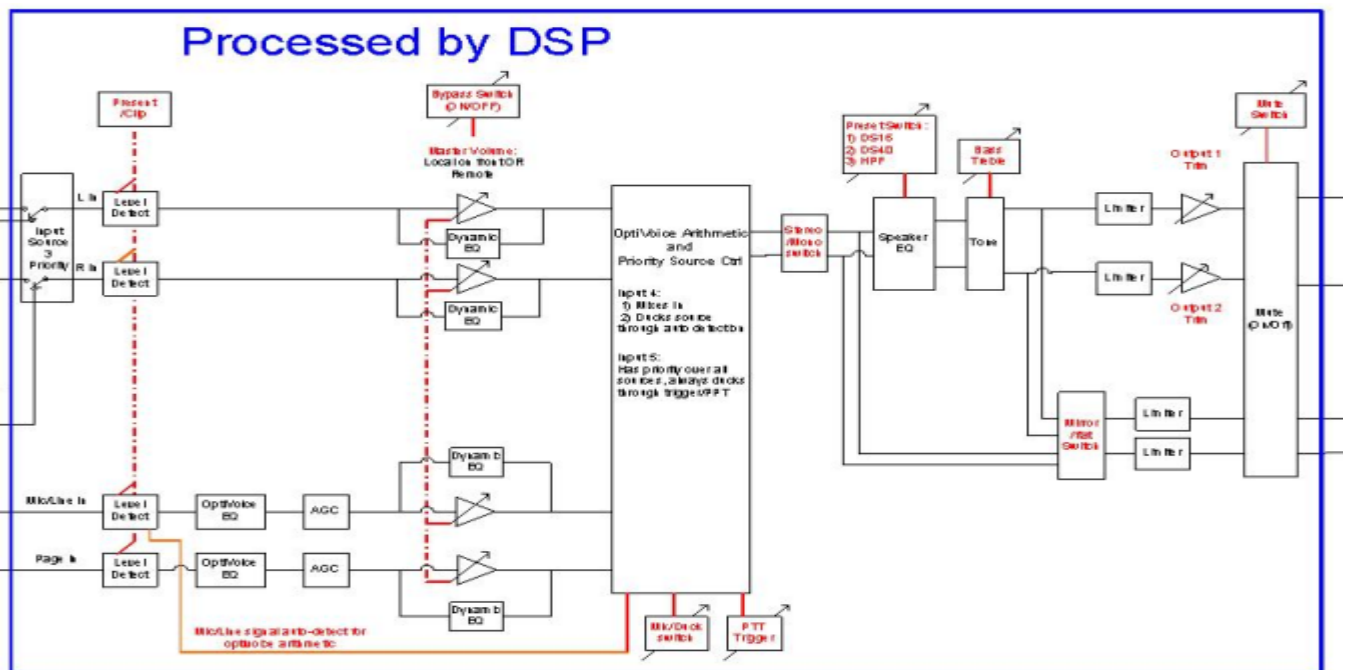 Processed by DSP
Present
/Clip
Bypass Switch
(ON/OFF)
Master Volume:
Local on front OR
Remote
Preset Switch:
1) DS16
2) DS40
3) HPF
Bass
Treble
Mute
Switch
Output 1
Trim
L In
Level
Detect
Input
Source
3
Priority
R In
Level
Detect
Dynamic
EQ
Dynamic
EQ
OptiVoice Arithmetic
and
Priority Source Ctrl
Input 4:
1) Mixes In
2) Ducks source
through auto detection
Input 5:
Has priority over all
sources, always ducks
through trigger/PPT
Stereo
/Mono
switch
Speaker
EQ
Tone
Limiter
Limiter
Output 2
Trim
Mute
(On/Off)
Mirror
Switch
Limiter
Limiter
Mic/Line In
Level
Detect
OptiVoice
EQ
AGC
Dynamic
EQ
Page In
Level
Detect
OptiVoice
EQ
AGC
Dynamic
EQ
Mic/Line signal auto-detect for
optivoice arithmetic
switch
PTT
Trigger